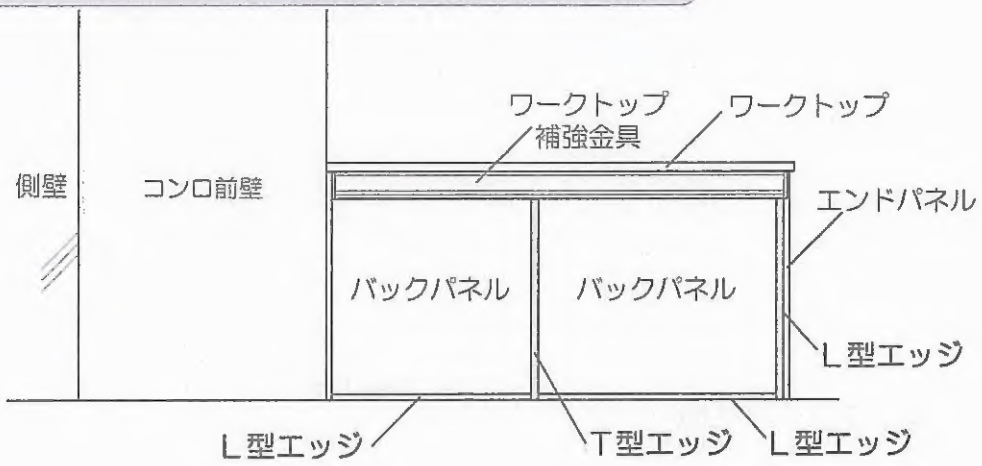 ワークトップ
補強金具
ワークトップ
側壁
コンロ前壁
エンドパネル
バックパネル
バックパネル
L型エッジ
L型エッジ
T型エッジ
L型エッジ